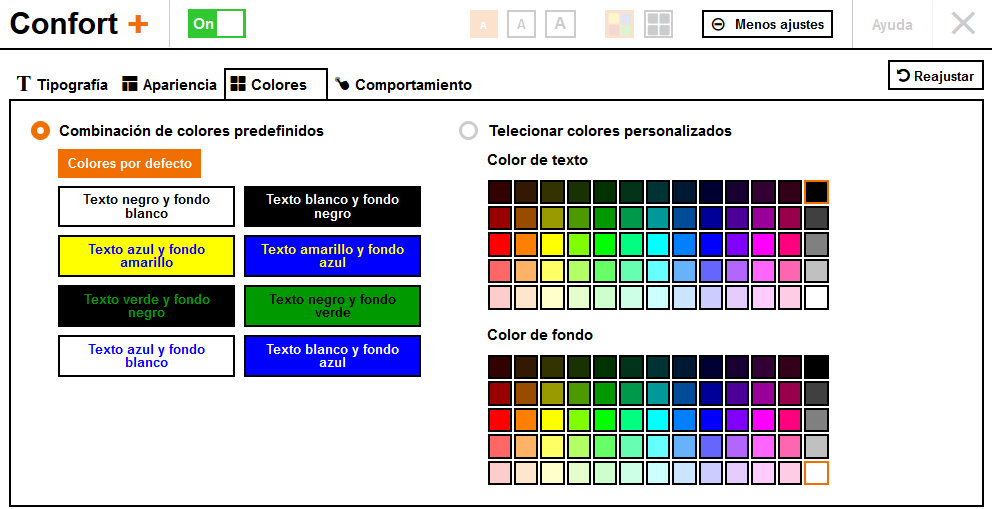 Confort +
On
A
A
A
Menos ajustes
Ayuda
T Tipografía
Apariencia
Colores
Comportamiento
Reajustar
Combinación de colores predefinidos
Colores por defecto
Texto negro y fondo
blanco
Texto blanco y fondo
negro
Texto azul y fondo
amarillo
Texto amarillo y fondo
azul
Texto verde y fondo
negro
Texto negro y fondo
verde
Texto azul y fondo
blanco
Texto blanco y fondo
azul
Telecionar colores personalizados
Color de texto
Color de fondo